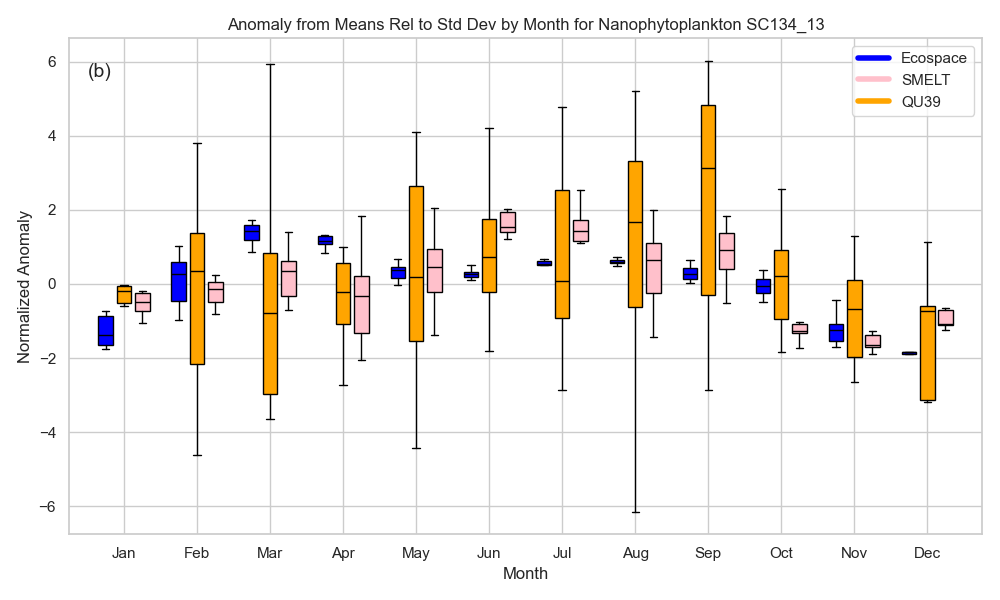 Anomaly from Means Rel to Std Dev by Month for Nanophytoplankton SC134_13
(b)
Ecospace
SMELT
QU39
6
4
2
0
−2
−4
−6
Normalized Anomaly
Jan Feb Mar Apr May Jun Jul Aug Sep Oct Nov Dec
Month